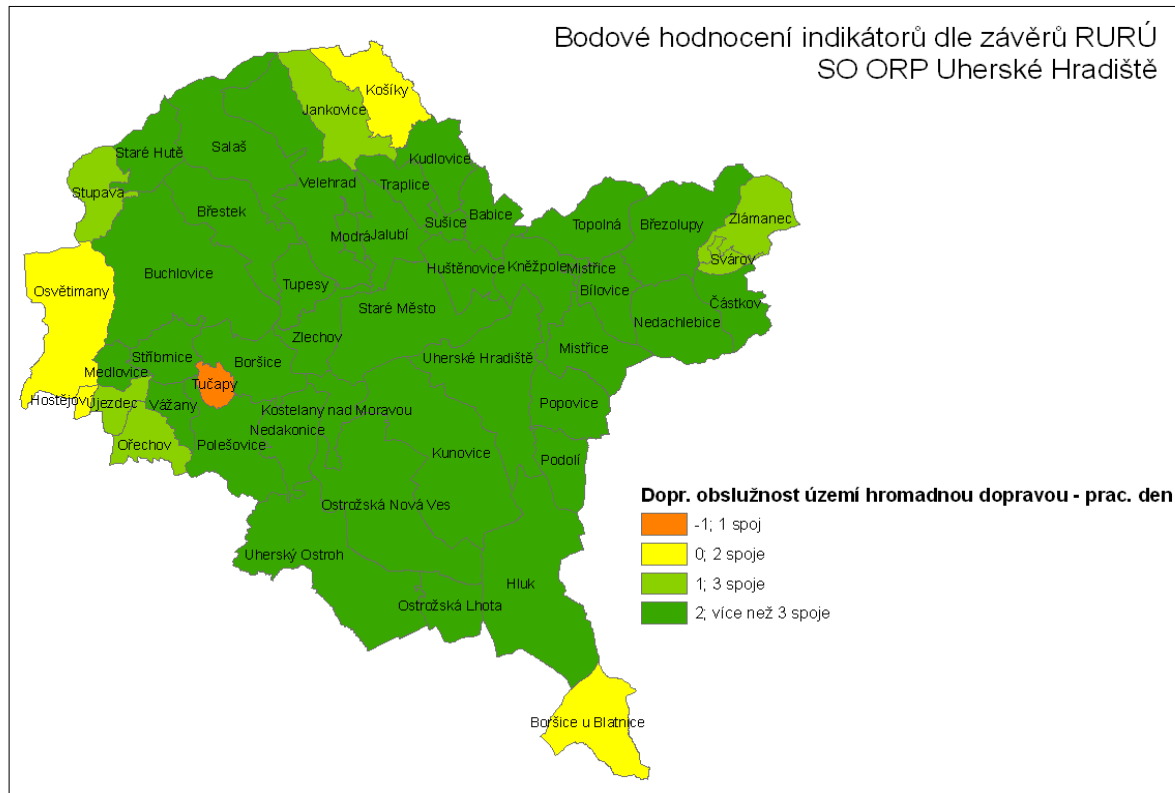 Bodové hodnocení indikátorů dle závěrů RURÚ
SO ORP Uherské Hradiště
Košíky
Jankovice
Staré Hutě
Salaš
Kudlovice
Stupava
Velehrad
Traplice
Břestek
Babice
Zlámanec
Sušice
Topolná
Březolupy
Modrá
Jalubí
Svárov
Huštěnovice
Kněžpole
Mistřice
Buchlovice
Tupesy
Bílovice
Osvětimany
Staré Město
Částkov
Nedachlebice
Zlechov
Mistřice
Stříbrnice
Boršice
Uherské Hradiště
Medlovice
Tučapy
Hostějov
Újezdec
Vážany
Kostelany nad Moravou
Popovice
Nedakonice
Ořechov
Polešovice
Kunovice
Podolí
Ostrožská Nová Ves
Uherský Ostroh
Hluk
Ostrožská Lhota
Boršice u Blatnice
Dopr. obslužnost území hromadnou dopravou - prac. den
-1; 1 spoj
0; 2 spoje
1; 3 spoje
2; více než 3 spoje